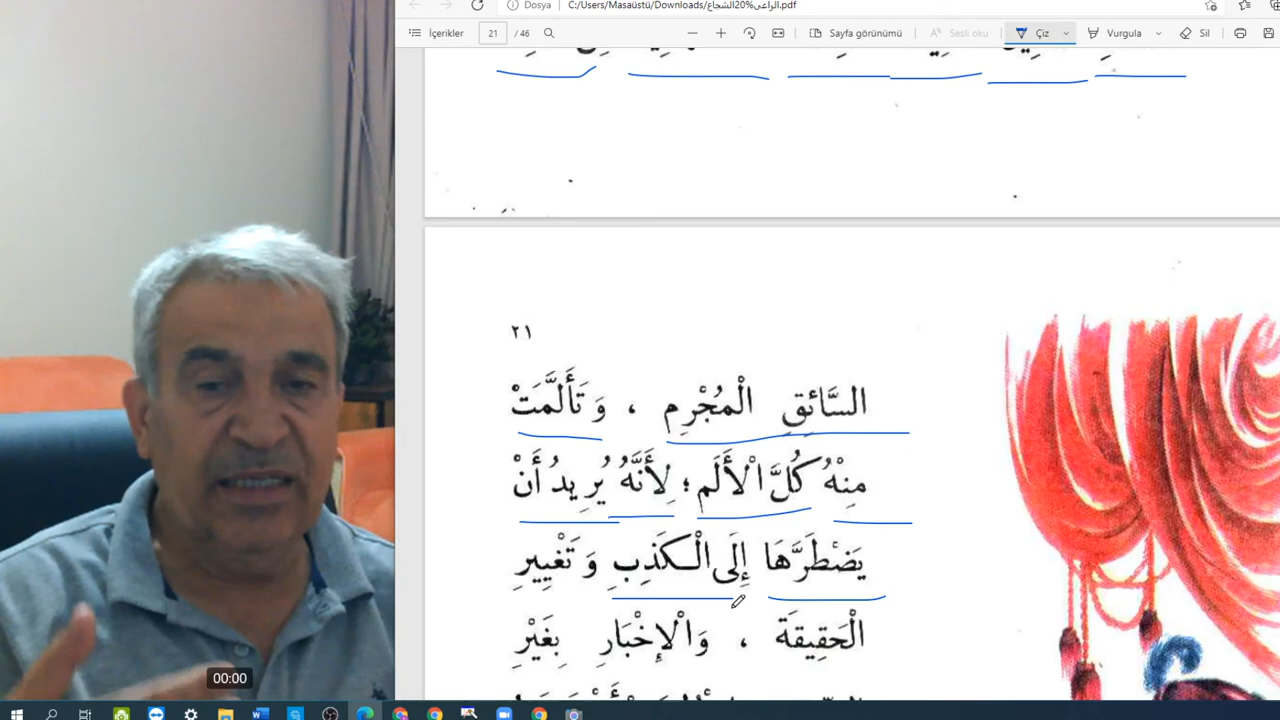 Dosya
C:/Users/Masaüstü/Downloads/الراعى%20الشجاع.pdf
İçerikler
21
/ 46
Sayfa görünümü
Sesli oku
Çiz
Vurgula
Sil
٢١
السَّائِقِ الْمُجْرِمِ ، وَ تَأَلَّمَتْ
مِنْهُ كُلَّ الْأَلَمِ ؛ لِأَنَّهُ يُرِيدُ أَنْ
يَضْطَرَّهَا إِلَى الْكَذِبِ وَ تَغْيِيرِ
الْحَقِيقَةِ ، وَالْإِخْبَارِ بِغَيْرِ
00:00